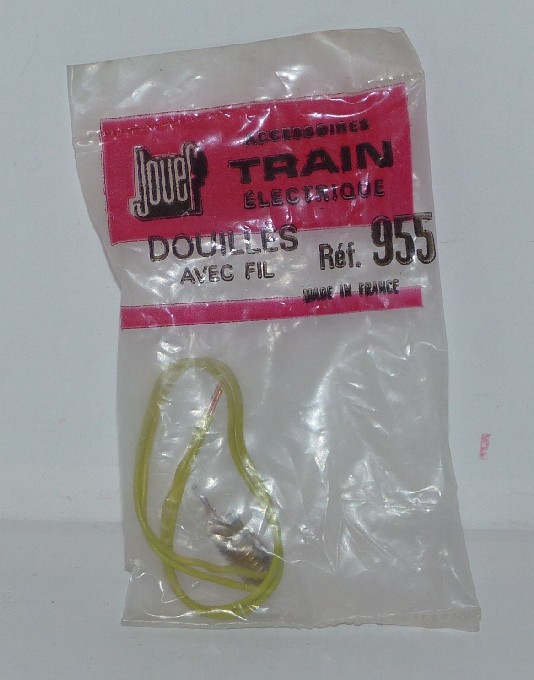 Jouef
ACCESSOIRES
TRAIN
ÉLECTRIQUE
DOUILLES
AVEC FIL
Réf. 955
MADE IN FRANCE